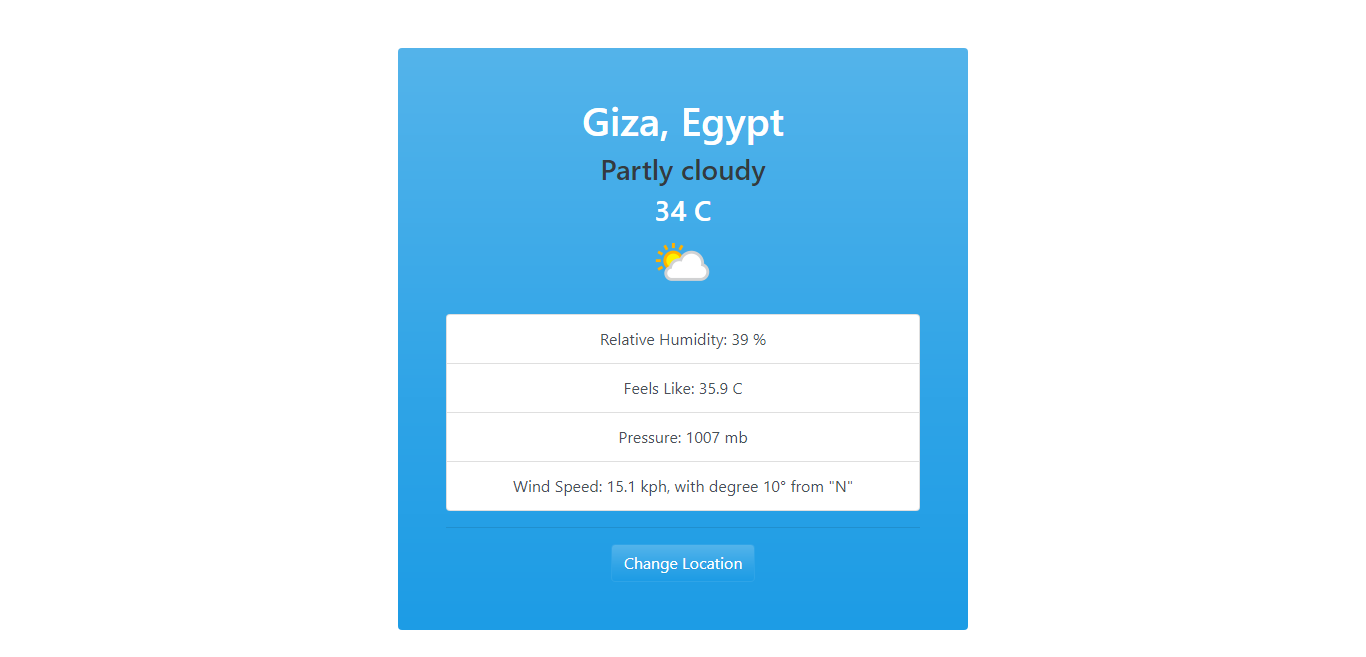 Giza, Egypt
Partly cloudy
34 C
Relative Humidity: 39 %
Feels Like: 35.9 C
Pressure: 1007 mb
Wind Speed: 15.1 kph, with degree 10° from "N"
Change Location